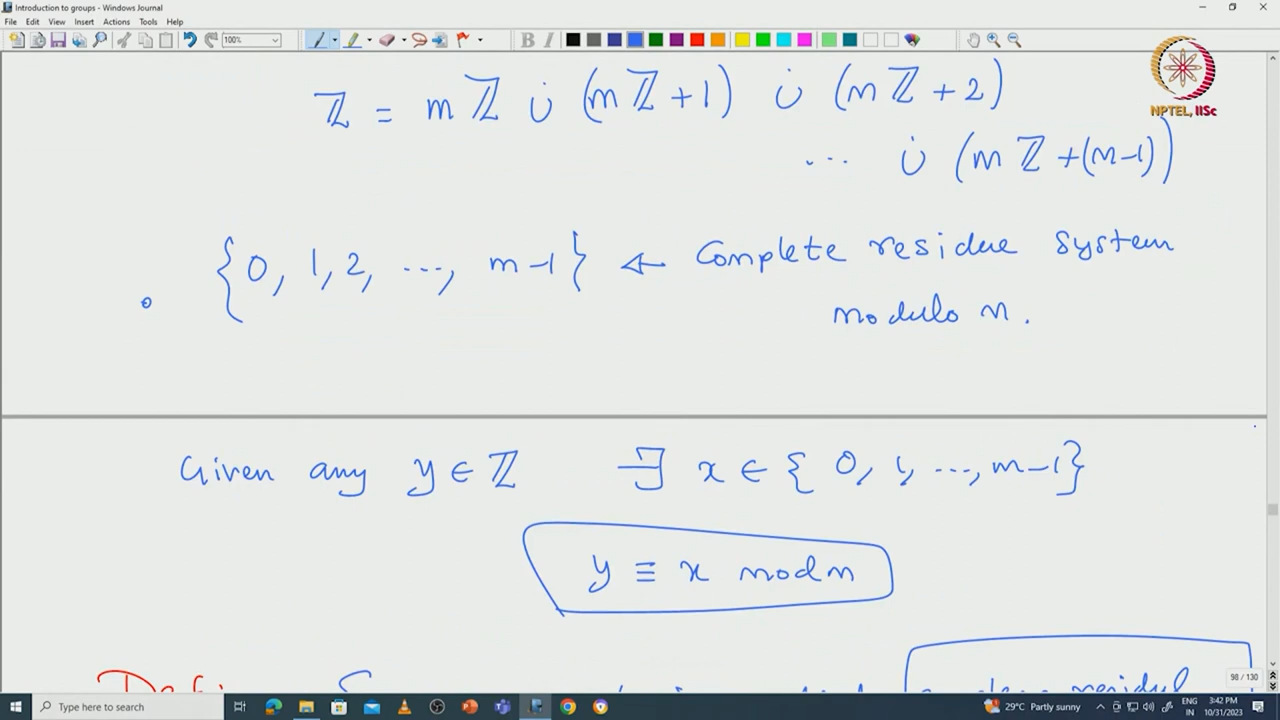 Introduction to groups - Windows Journal
File Edit View Insert Actions Tools Help
100%
B I
NPTEL, IISc
ℤ = mℤ ∪̇ (mℤ+1) ∪̇ (mℤ+2)
... ∪̇ (mℤ+(m-1))
{0, 1, 2, ..., m-1} ← Complete residue system
modulo m.
Given any y ∈ ℤ ∃ x ∈ {0, 1, ..., m-1}
y ≡ x mod m
98 / 130
Type here to search
29°C Partly sunny
ENG
IN
3:42 PM
10/31/2023